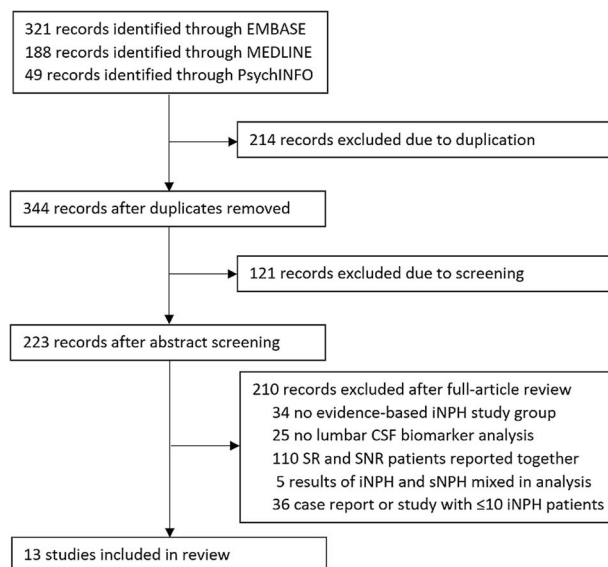 321 records identified through EMBASE
188 records identified through MEDLINE
49 records identified through PsychINFO
214 records excluded due to duplication
344 records after duplicates removed
121 records excluded due to screening
223 records after abstract screening
210 records excluded after full-article review
34 no evidence-based iNPH study group
25 no lumbar CSF biomarker analysis
110 SR and SNR patients reported together
5 results of iNPH and sNPH mixed in analysis
36 case report or study with ≤10 iNPH patients
13 studies included in review